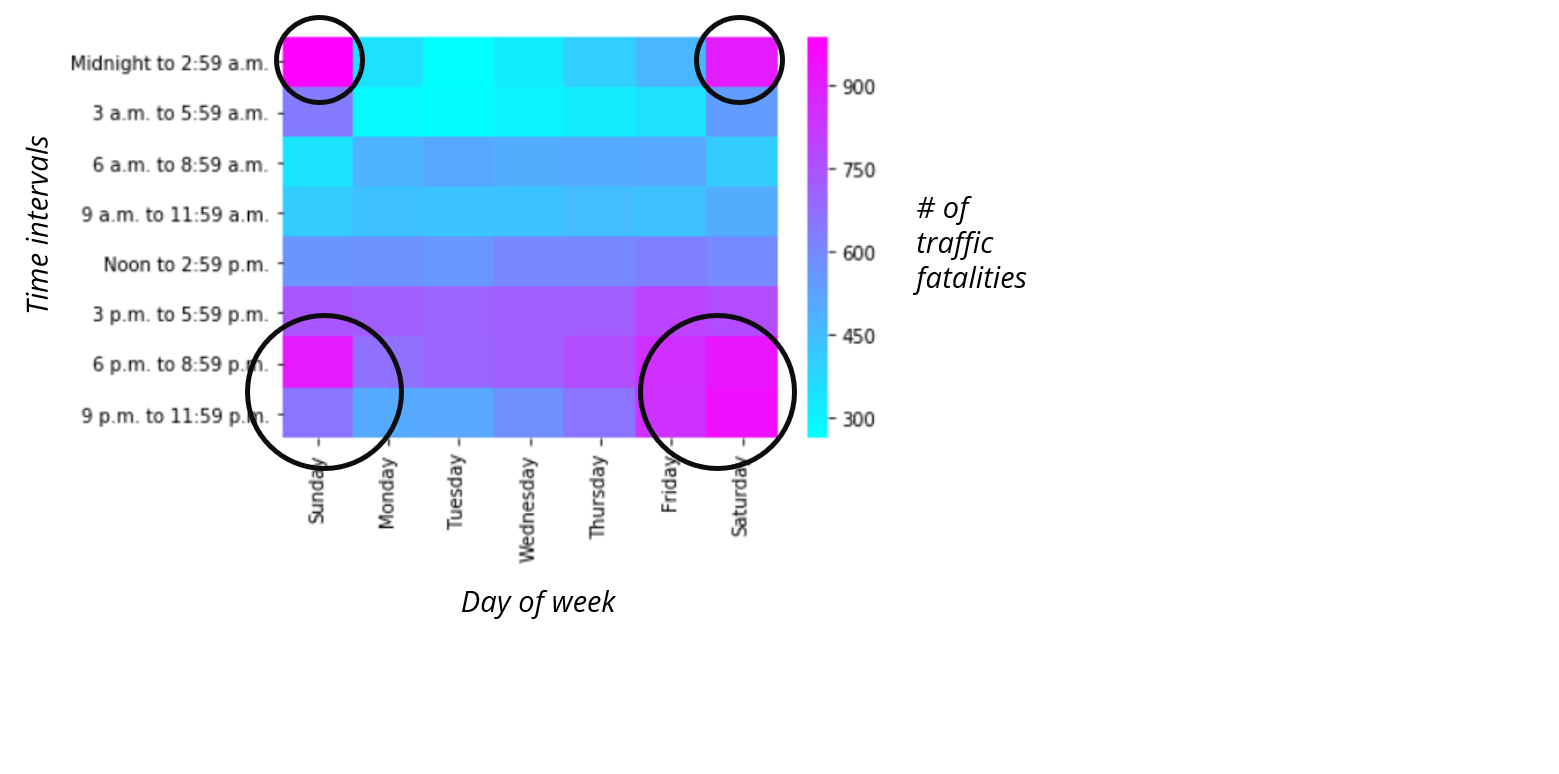 Time intervals
Midnight to 2:59 a.m.
3 a.m. to 5:59 a.m.
6 a.m. to 8:59 a.m.
9 a.m. to 11:59 a.m.
Noon to 2:59 p.m.
3 p.m. to 5:59 p.m.
6 p.m. to 8:59 p.m.
9 p.m. to 11:59 p.m.
Sunday
Monday
Tuesday
Wednesday
Thursday
Friday
Saturday
Day of week
900
750
600
450
300
# of
traffic
fatalities